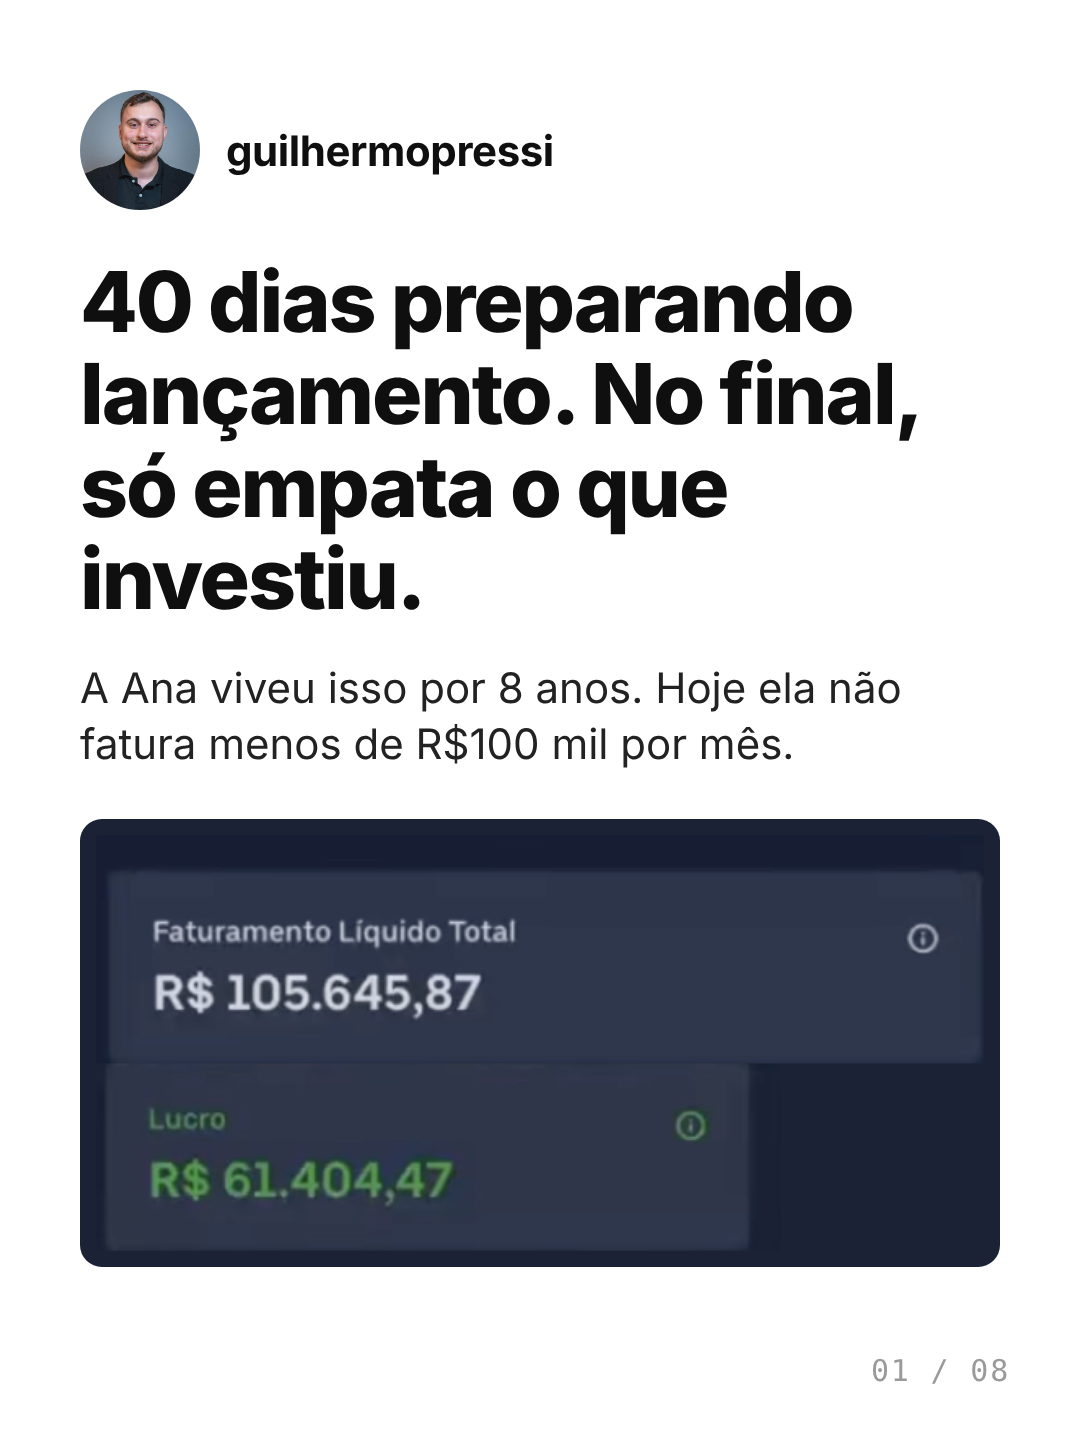 guilhermopressi
40 dias preparando
lançamento. No final,
só empata o que
investiu.
A Ana viveu isso por 8 anos. Hoje ela não
fatura menos de R$100 mil por mês.
Faturamento Líquido Total
R$ 105.645,87
Lucro
R$ 61.404,47
01 / 08